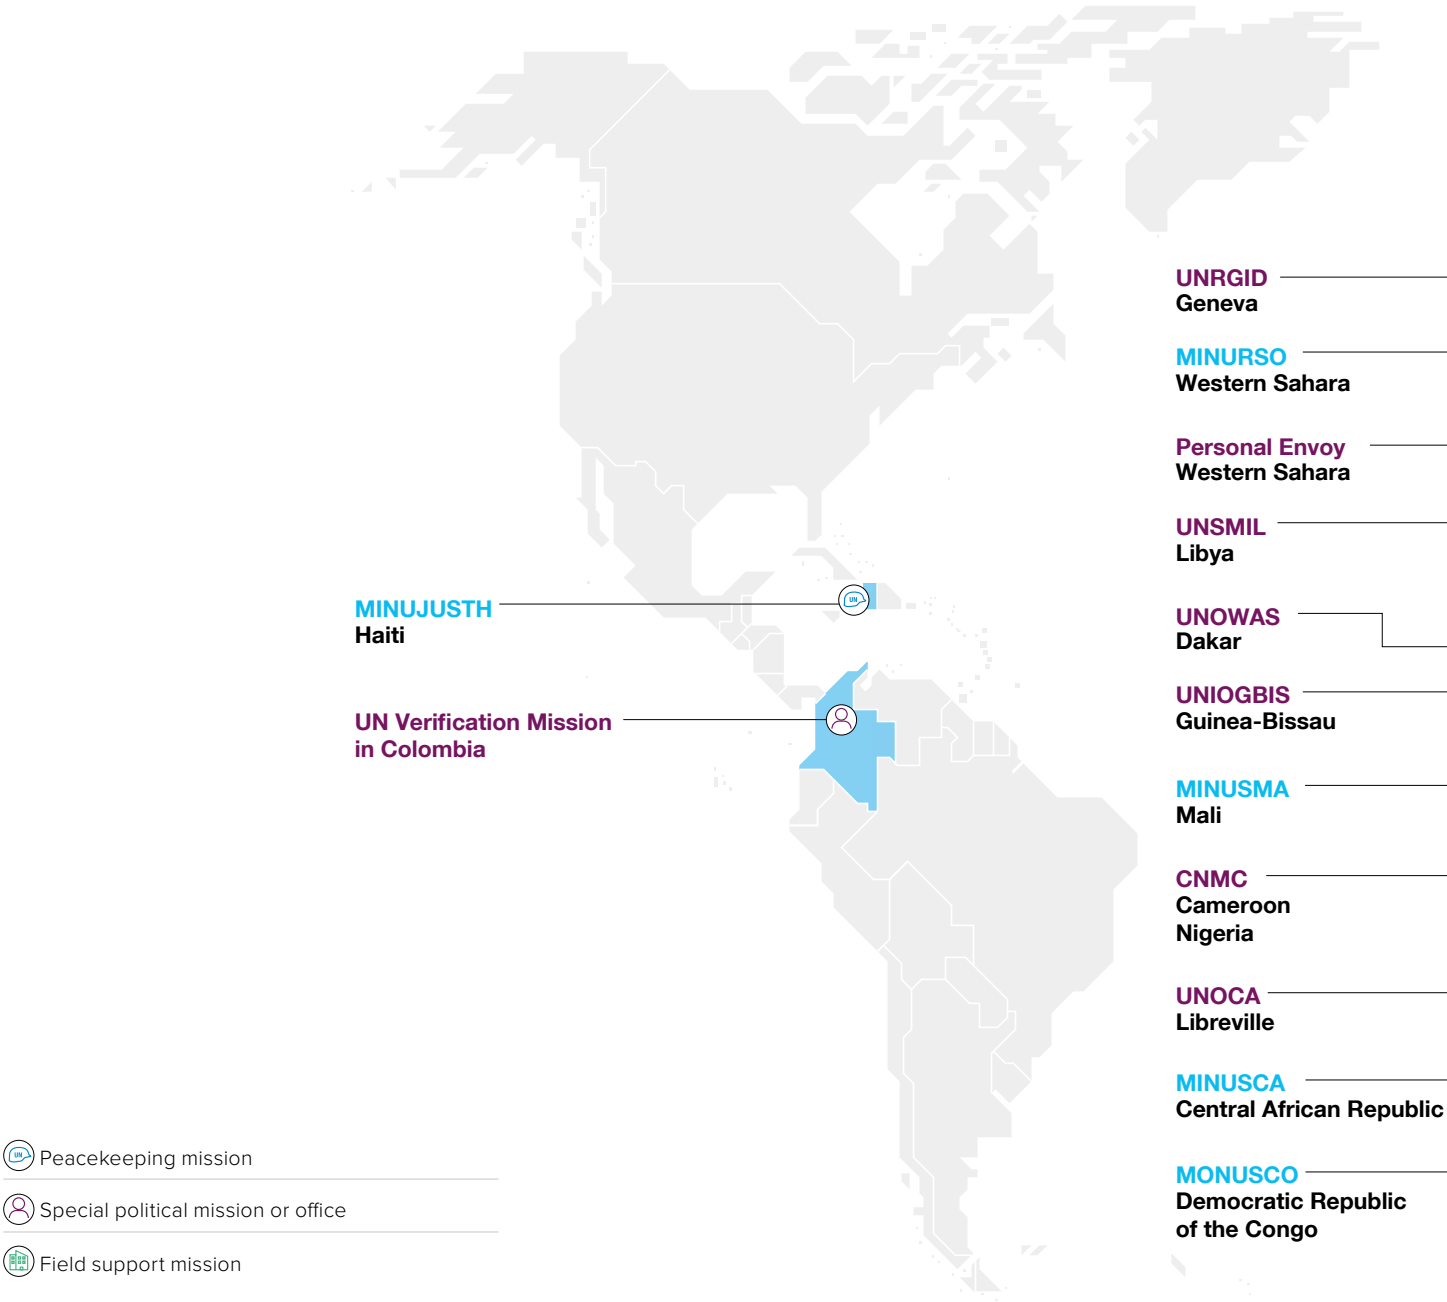 UNRGID
Geneva
MINURSO
Western Sahara
Personal Envoy
Western Sahara
UNSMIL
Libya
MINUJUSTH
Haiti
UN
UNOWAS
Dakar
UN Verification Mission
in Colombia
UNIOGBIS
Guinea-Bissau
MINUSMA
Mali
CNMC
Cameroon
Nigeria
UNOCA
Libreville
MINUSCA
Central African Republic
MONUSCO
Democratic Republic
of the Congo
UN
Peacekeeping mission
Special political mission or office
Field support mission